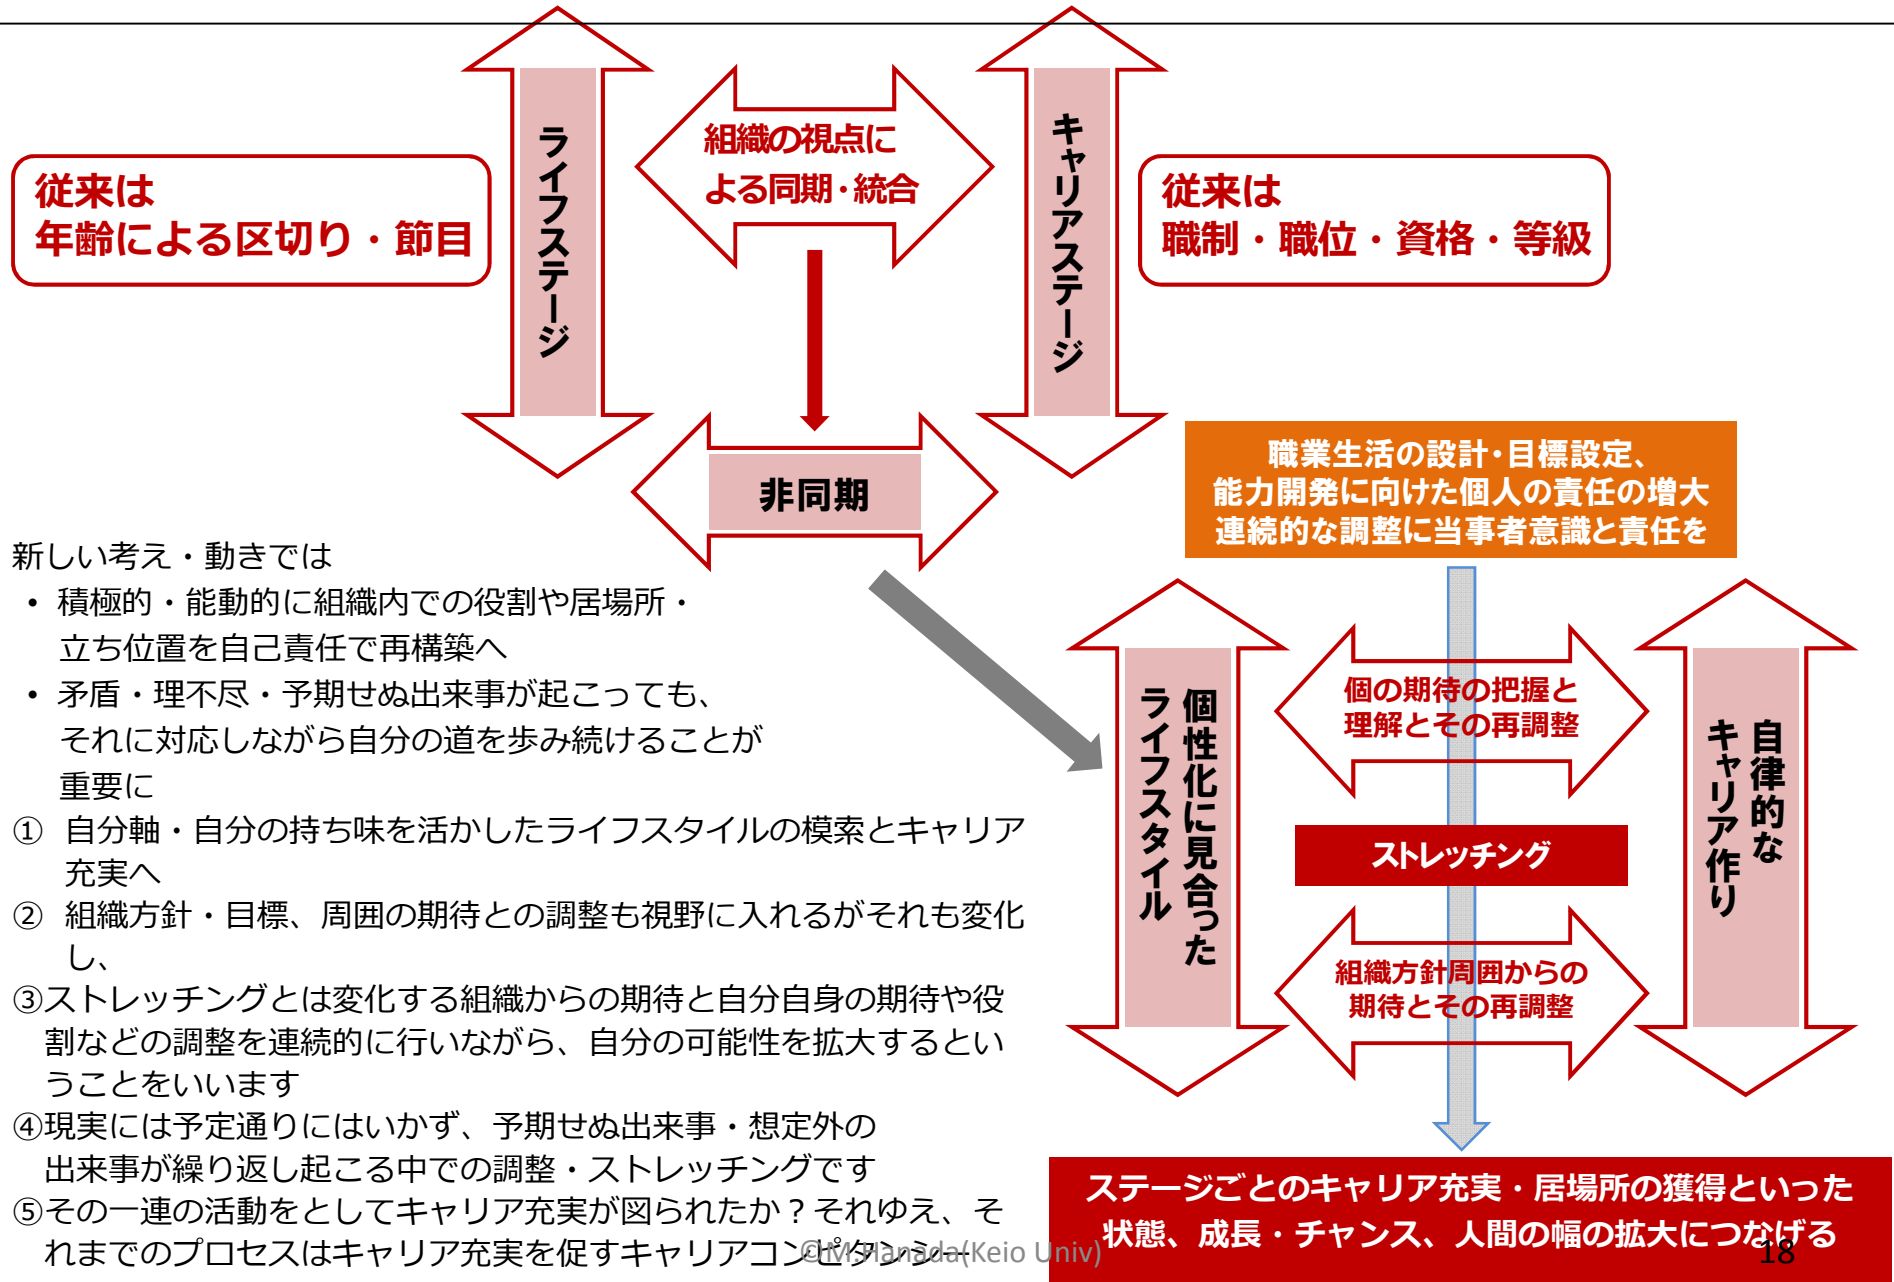 従来は
年齢による区切り・節目
ライフステージ
組織の視点に
よる同期・統合
キャリアステージ
従来は
職制・職位・資格・等級
非同期
職業生活の設計・目標設定、
能力開発に向けた個人の責任の増大
連続的な調整に当事者意識と責任を
新しい考え・動きでは
• 積極的・能動的に組織内での役割や居場所・
立ち位置を自己責任で再構築へ
• 矛盾・理不尽・予期せぬ出来事が起こっても、
それに対応しながら自分の道を歩み続けることが
重要に
① 自分軸・自分の持ち味を活かしたライフスタイルの模索とキャリア
充実へ
② 組織方針・目標、周囲の期待との調整も視野に入れるがそれも変化
し、
③ストレッチングとは変化する組織からの期待と自分自身の期待や役
割などの調整を連続的に行いながら、自分の可能性を拡大するとい
うことをいいます
④現実には予定通りにはいかず、予期せぬ出来事・想定外の
出来事が繰り返し起こる中での調整・ストレッチングです
⑤その一連の活動をとしてキャリア充実が図られたか？それゆえ、そ
れまでのプロセスはキャリア充実を促すキャリアコンピタンシー
個性化に見合った
ライフスタイル
個の期待の把握と
理解とその再調整
ストレッチング
組織方針周囲からの
期待とその再調整
自律的な
キャリア作り
ステージごとのキャリア充実・居場所の獲得といった
状態、成長・チャンス、人間の幅の拡大につなげる
©M.Hanada(Keio Univ)
18